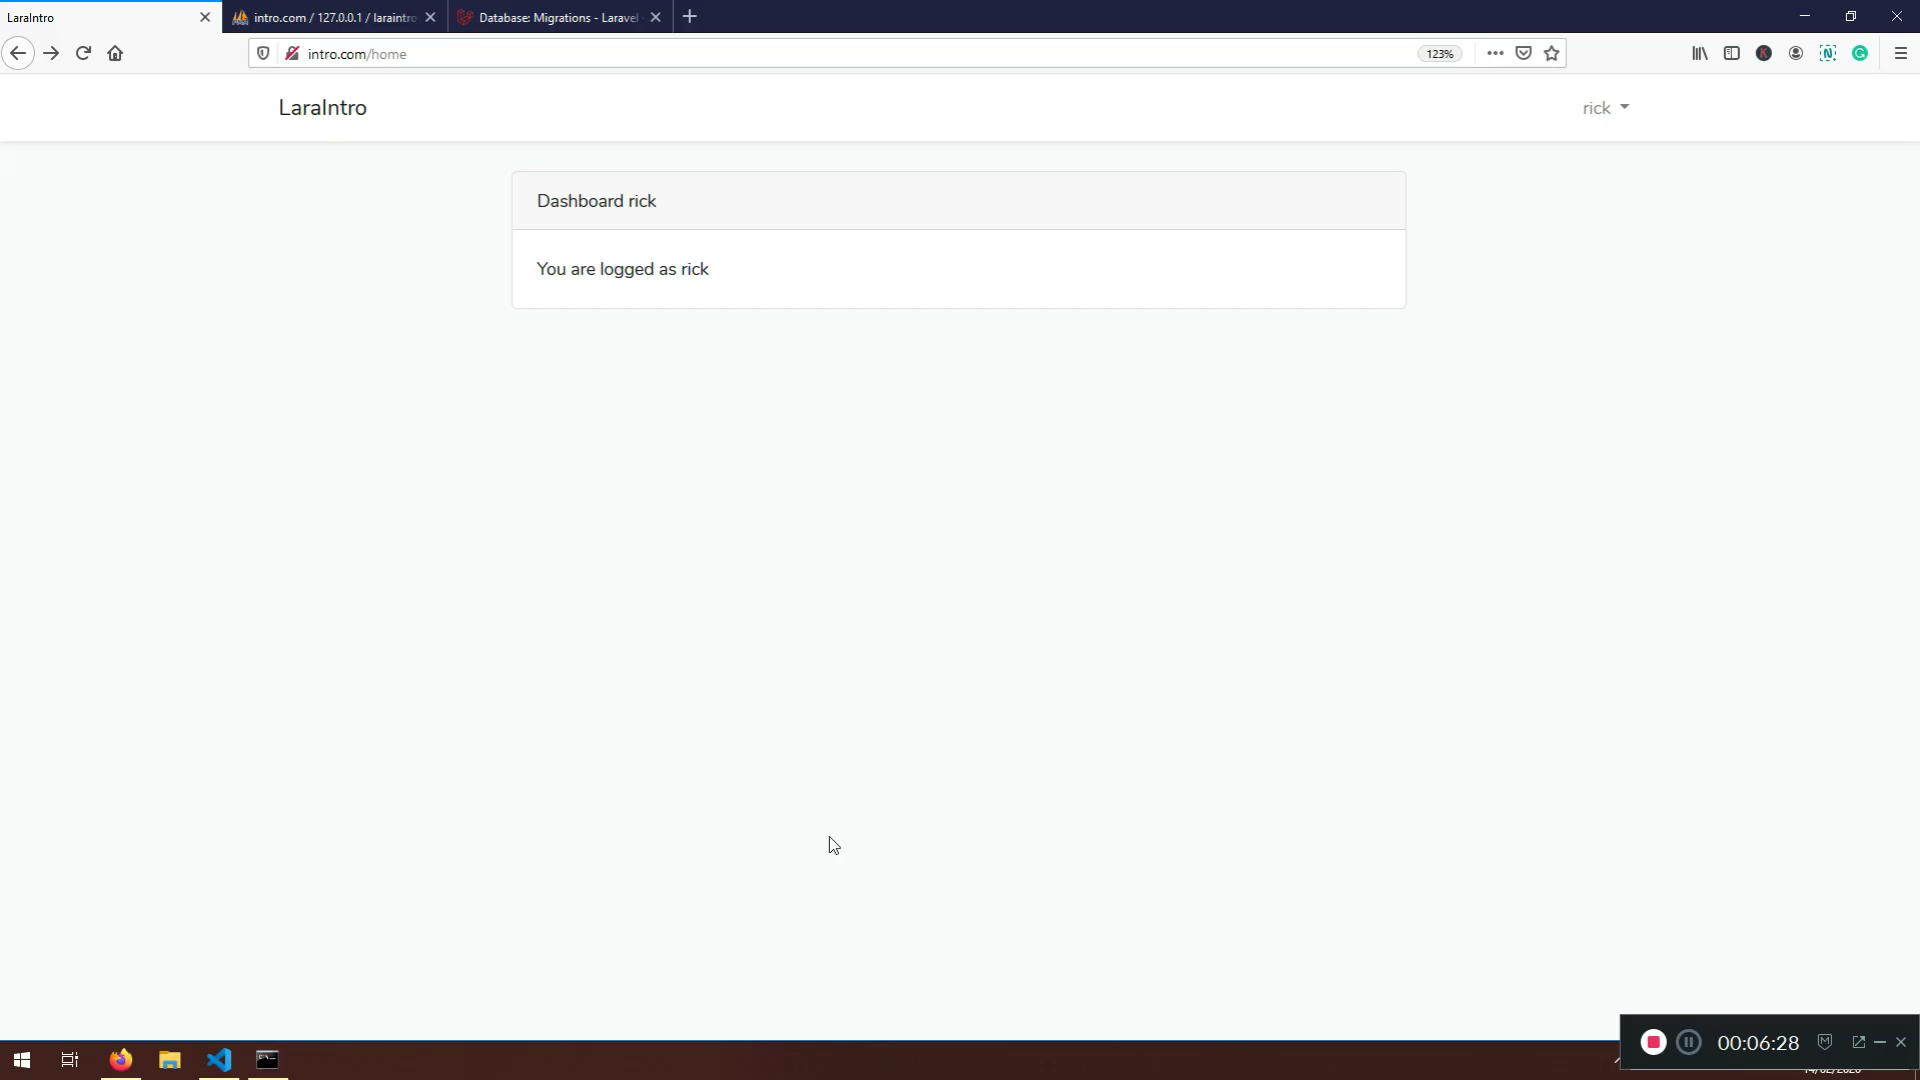 LaraIntro
intro.com / 127.0.0.1 / laraintro
Database: Migrations - Laravel
intro.com/home
123%
LaraIntro
rick
Dashboard rick
You are logged as rick
00:06:28